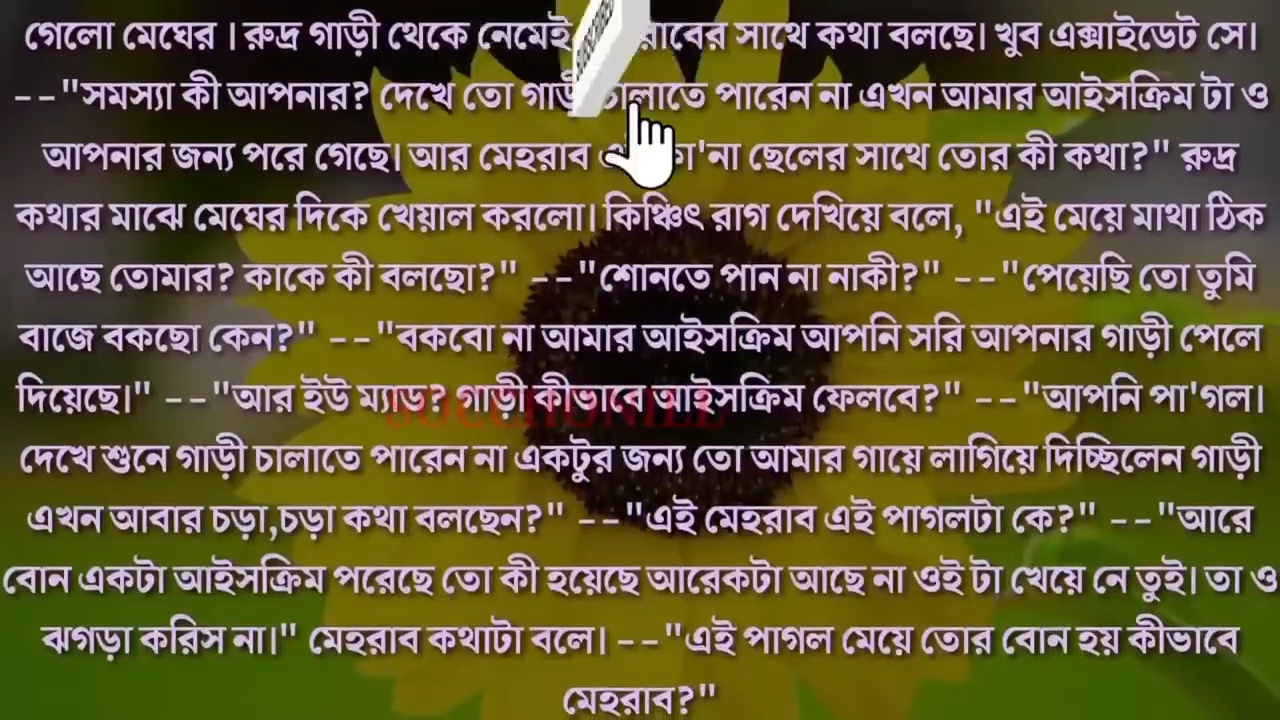 গেলো মেঘের । রুদ্র গাড়ী থেকে নেমেই সাথে কথা বলছে। খুব এক্সাইডেট সে।
--"সমস্যা কী আপনার? দেখে তো গাড়ী চালাতে পারেন না এখন আমার আইসক্রিম টা ও
আপনার জন্য পরে গেছে। আর মেহরাব ছেলের সাথে তোর কী কথা?" রুদ্র
কথার মাঝে মেঘের দিকে খেয়াল করলো। কিঞ্চিৎ রাগ দেখিয়ে বলে, "এই মেয়ে মাথা ঠিক
আছে তোমার? কাকে কী বলছো?" --"শোনতে পান না নাকী?" --"পেয়েছি তো তুমি
বাজে বকছো কেন?" --"বকবো না আমার আইসক্রিম আপনি সরি আপনার গাড়ী পেলে
দিয়েছে।" --"আর ইউ ম্যাড? গাড়ী কীভাবে আইসক্রিম ফেলবে?" --"আপনি পা'গল।
দেখে শুনে গাড়ী চালাতে পারেন না একটুর জন্য তো আমার গায়ে লাগিয়ে দিচ্ছিলেন গাড়ী
এখন আবার চড়া,চড়া কথা বলছেন?" --"এই মেহরাব এই পাগলটা কে?" --"আরে
বোন একটা আইসক্রিম পরেছে তো কী হয়েছে আরেকটা আছে না ওই টা খেয়ে নে তুই। তা ও
ঝগড়া করিস না।" মেহরাব কথাটা বলে। --"এই পাগল মেয়ে তোর বোন হয় কীভাবে
মেহরাব?"